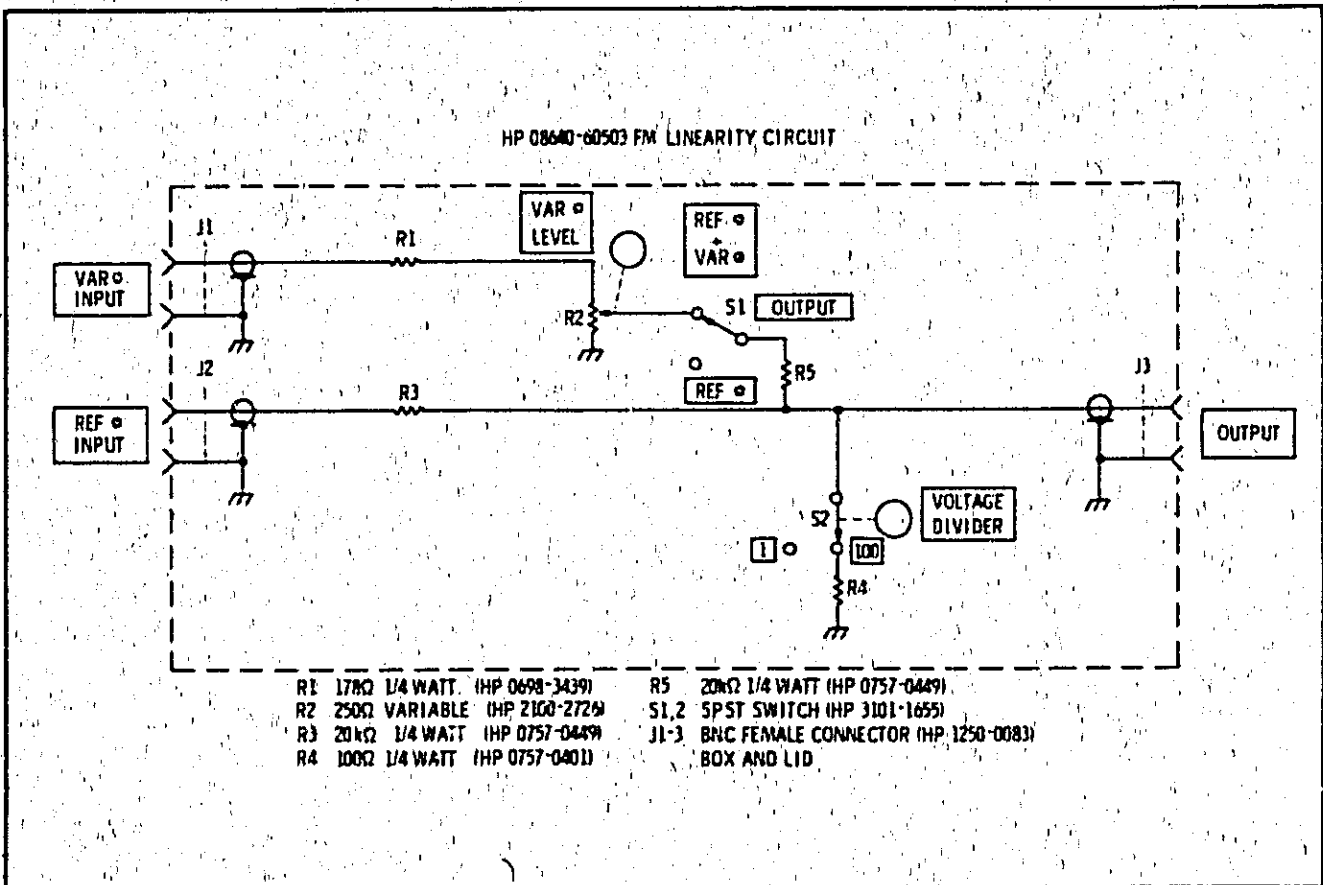 HP 08640-60503 FM LINEARITY CIRCUIT
VAR
LEVEL
REF
+
VAR
J1
R1
VAR
INPUT
R2
S1
OUTPUT
J2
R3
REF
R5
J3
REF
INPUT
OUTPUT
S2
VOLTAGE
DIVIDER
1
100
R4
R1 178Ω 1/4 WATT. (HP 0698-3439)
R5 20kΩ 1/4 WATT (HP 0757-0449)
R2 250Ω VARIABLE (HP 2100-2726)
S1,2 SPST SWITCH (HP 3101-1655)
R3 20kΩ 1/4 WATT (HP 0757-0449)
J1-3 BNC FEMALE CONNECTOR (HP 1250-0083)
R4 100Ω 1/4 WATT (HP 0757-0401)
BOX AND LID